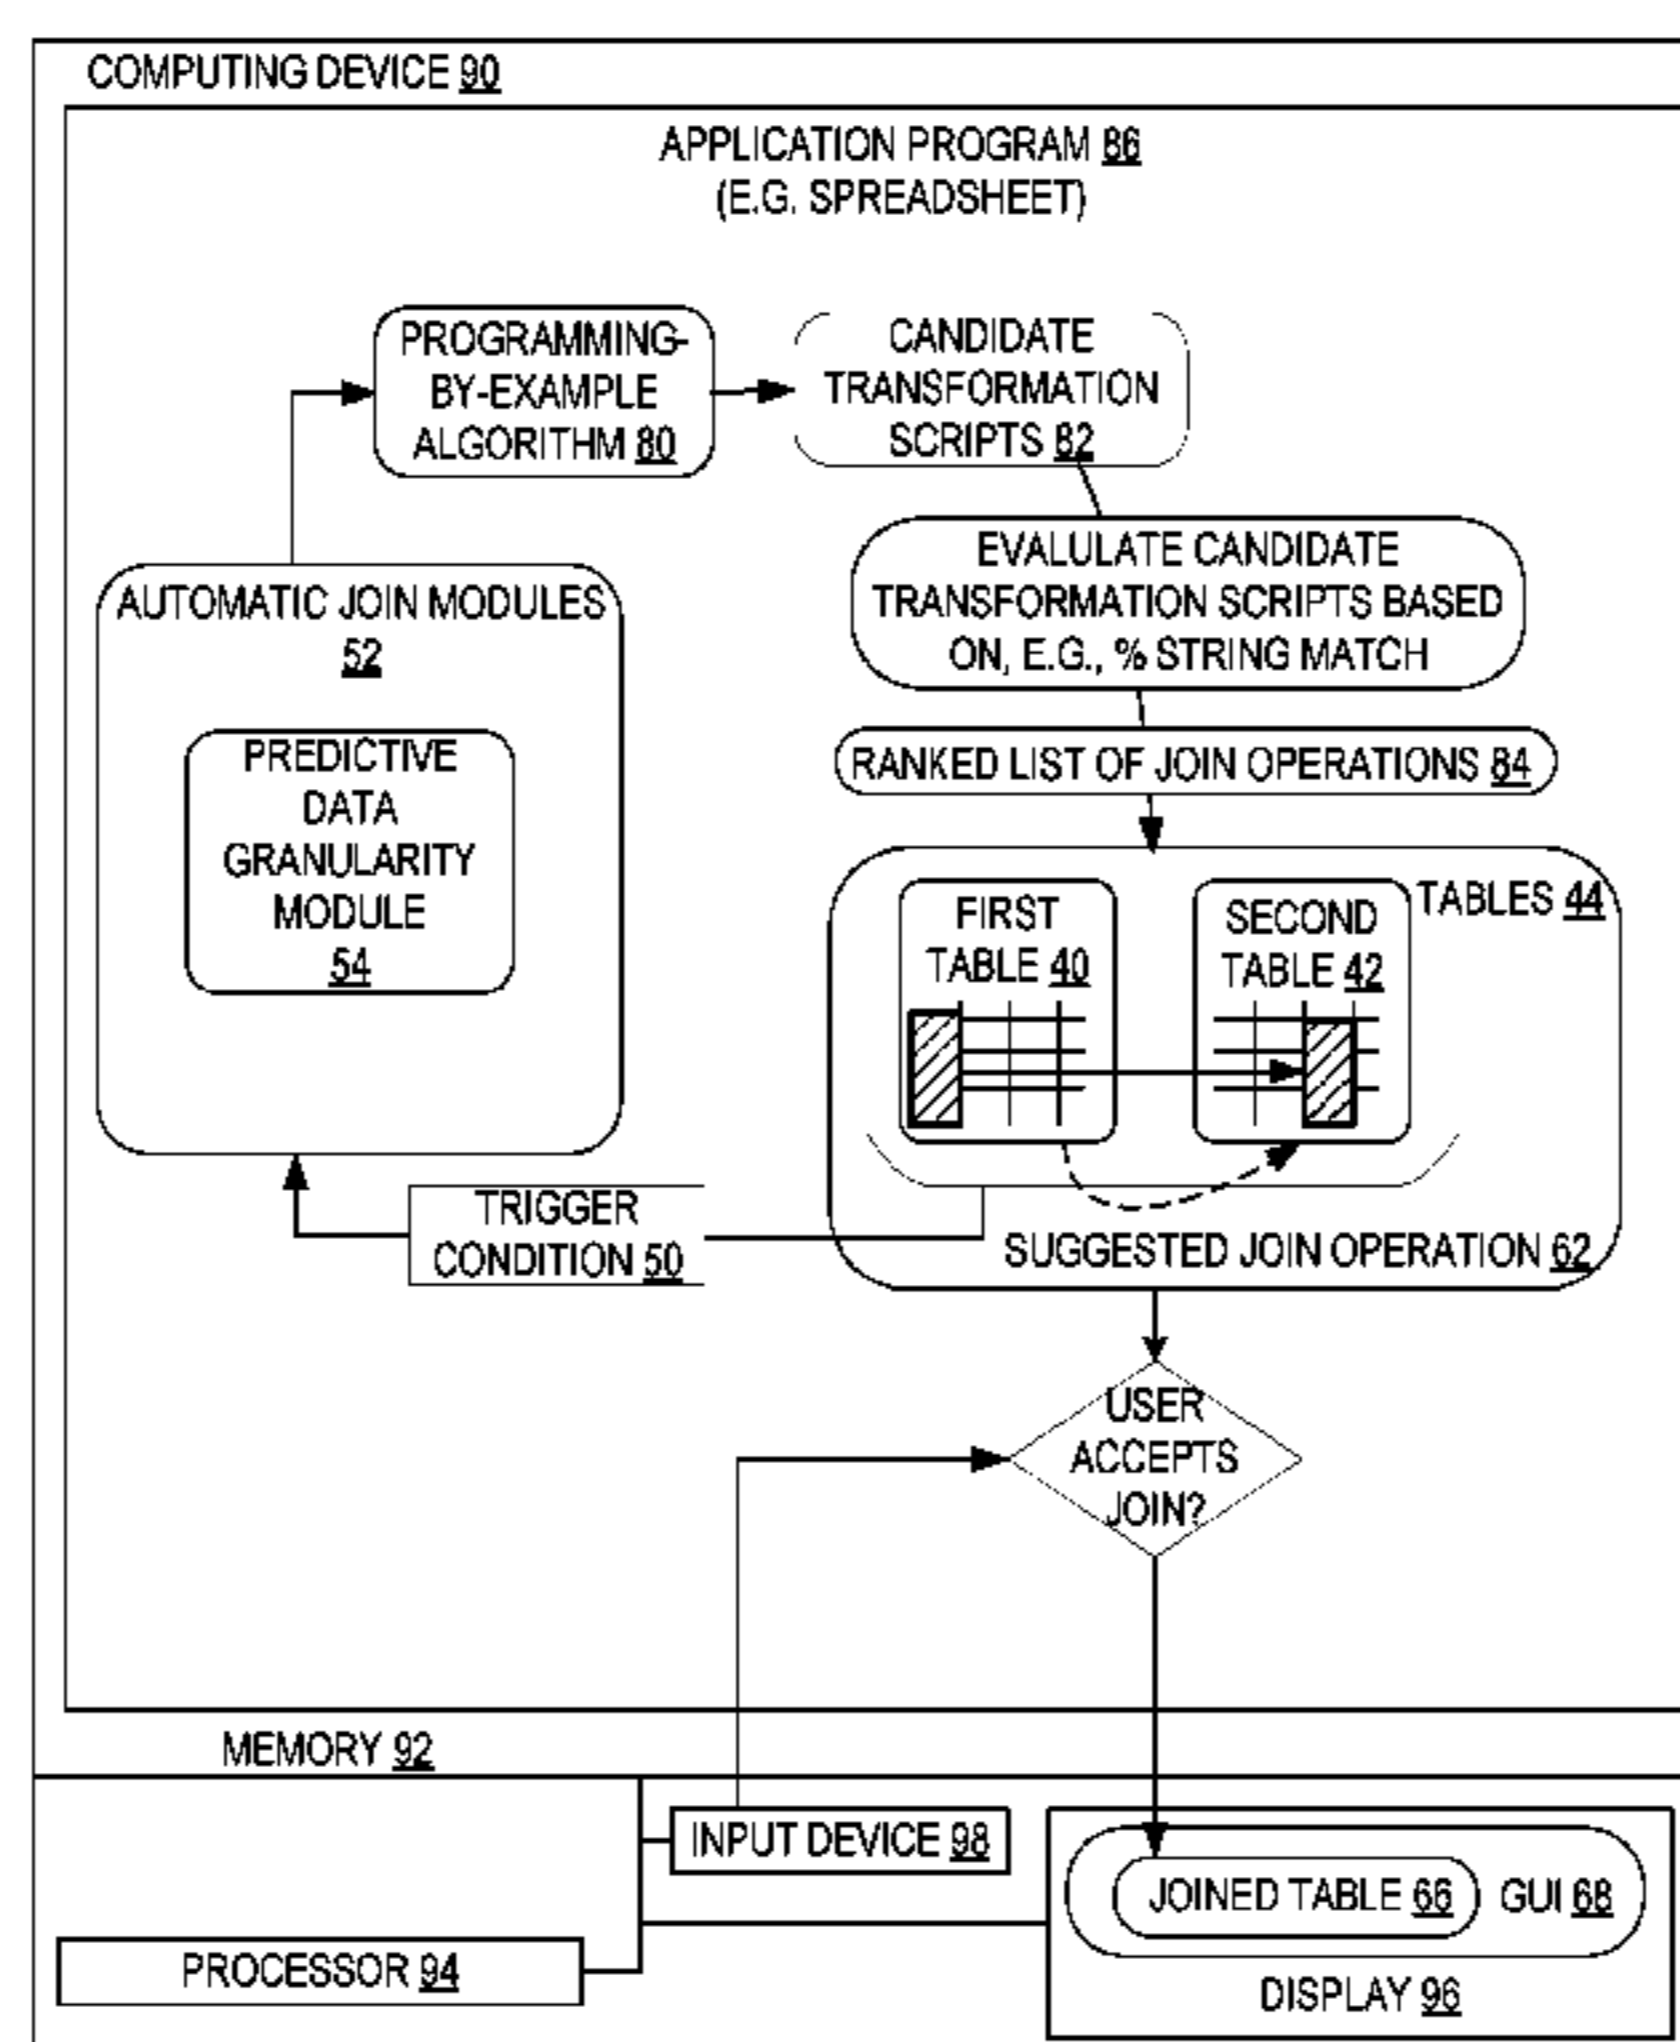 COMPUTING DEVICE 90
APPLICATION PROGRAM 86
(E.G. SPREADSHEET)
PROGRAMMING-
BY-EXAMPLE
ALGORITHM 80
CANDIDATE
TRANSFORMATION
SCRIPTS 82
EVALULATE CANDIDATE
TRANSFORMATION SCRIPTS BASED
ON, E.G., % STRING MATCH
AUTOMATIC JOIN MODULES
52
PREDICTIVE
DATA
GRANULARITY
MODULE
54
RANKED LIST OF JOIN OPERATIONS 84
TABLES 44
FIRST
TABLE 40
SECOND
TABLE 42
TRIGGER
CONDITION 50
SUGGESTED JOIN OPERATION 62
USER
ACCEPTS
JOIN?
MEMORY 92
INPUT DEVICE 98
JOINED TABLE 66
GUI 68
PROCESSOR 94
DISPLAY 96